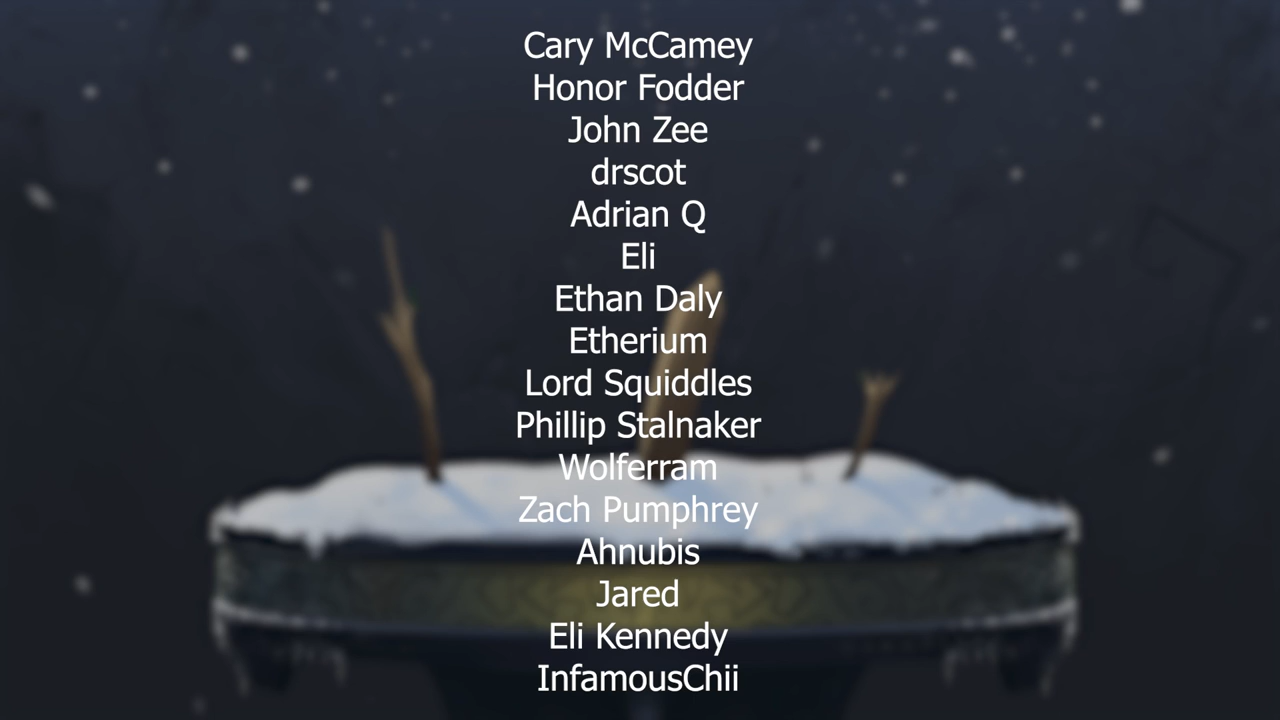 Cary McCamey
Honor Fodder
John Zee
drscot
Adrian Q
Eli
Ethan Daly
Etherium
Lord Squiddles
Phillip Stalnaker
Wolferram
Zach Pumphrey
Ahnubis
Jared
Eli Kennedy
InfamousChii